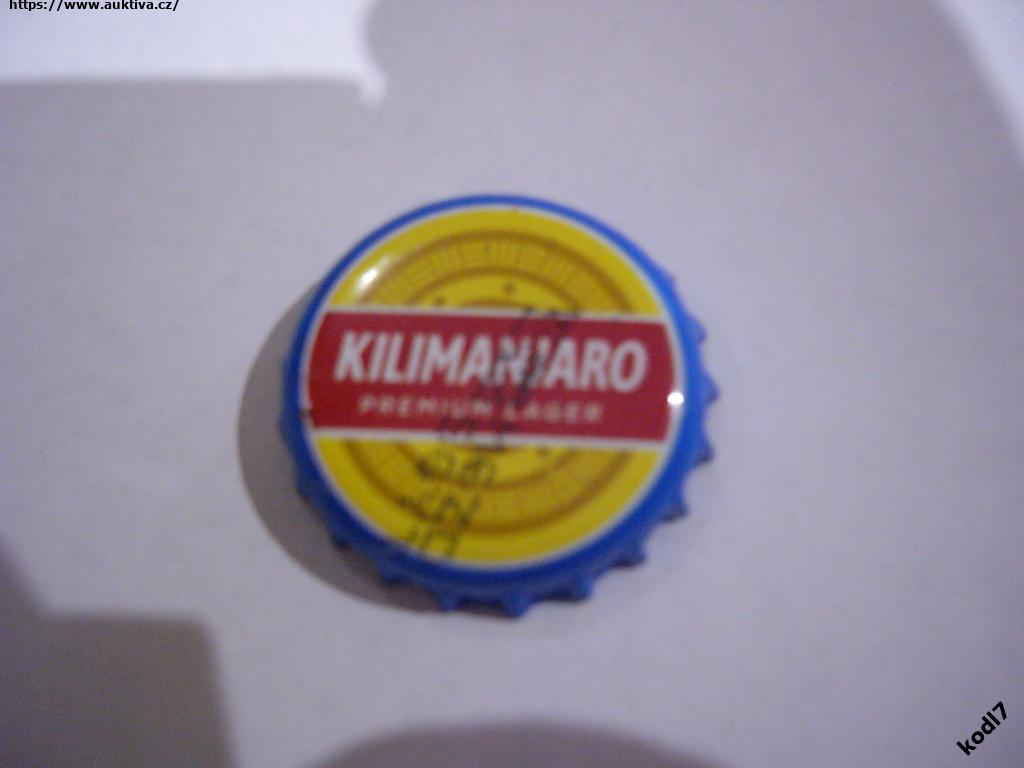 https://www.auktiva.cz/
KILIMANJARO
PREMIUM LAGER
kodl7